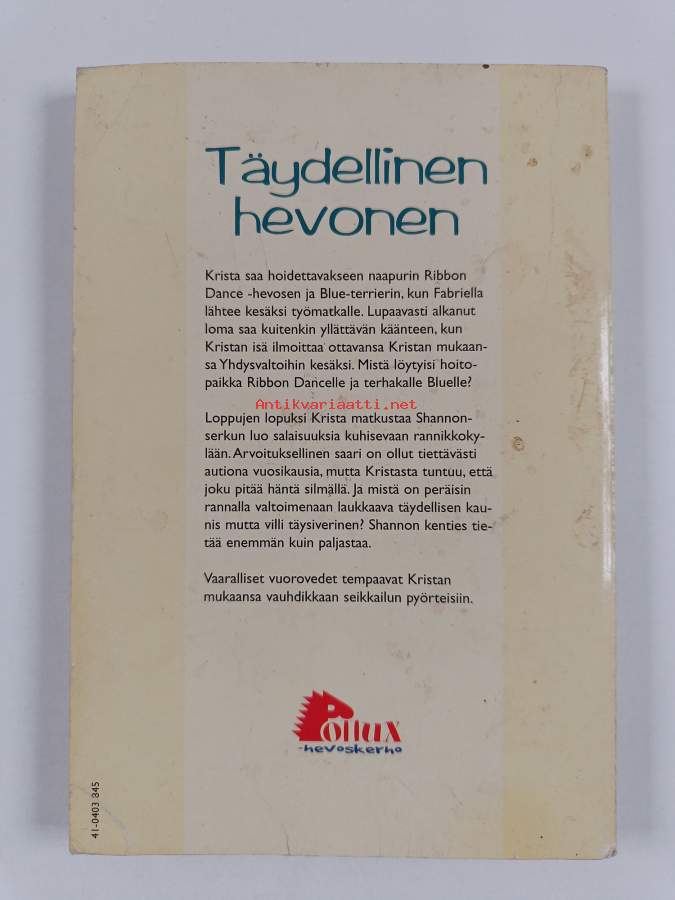 Täydellinen
hevonen
Krista saa hoidettavakseen naapurin Ribbon
Dance -hevosen ja Blue-terrierin, kun Fabriella
lähtee kesäksi työmatkalle. Lupaavasti alkanut
loma saa kuitenkin yllättävän käänteen, kun
Kristan isä ilmoittaa ottavansa Kristan mukaan-
sa Yhdysvaltoihin kesäksi. Mistä löytyisi hoito-
paikka Ribbon Dancelle ja terhakalle Bluelle?
Antikvariaatti.net
Loppujen lopuksi Krista matkustaa Shannon-
serkun luo salaisuuksia kuhisevaan rannikkoky-
lään. Arvoituksellinen saari on ollut tiettävästi
autiona vuosikausia, mutta Kristasta tuntuu, että
joku pitää häntä silmällä. Ja mistä on peräisin
rannalla valtoimenaan laukkaava täydellisen kau-
nis mutta villi täysiverinen? Shannon kenties tie-
tää enemmän kuin paljastaa.
Vaaralliset vuorovedet tempaavat Kristan
mukaansa vauhdikkaan seikkailun pyörteisiin.
Pollux
-hevoskerho
41-0403 845